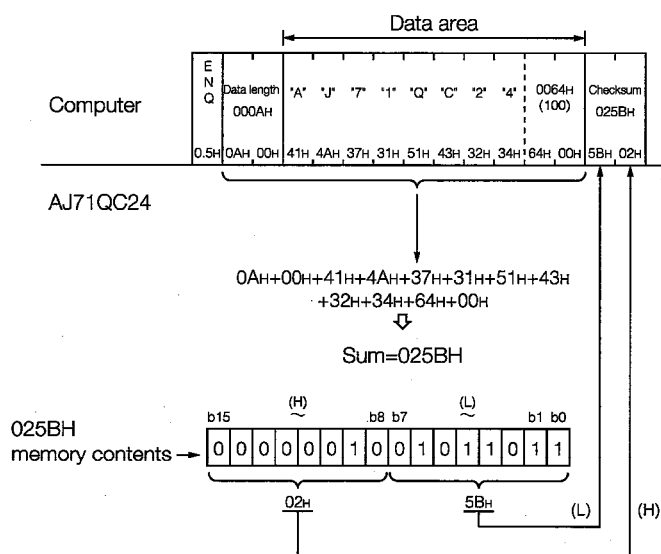 Data area
E N Q
Data length 000AH
"A" "J" "7" "1" "Q" "C" "2" "4"
0064H (100)
Checksum 025BH
Computer
0.5H 0AH 00H 41H 4AH 37H 31H 51H 43H 32H 34H 64H 00H 5BH 02H
AJ71QC24
0AH+00H+41H+4AH+37H+31H+51H+43H
+32H+34H+64H+00H
Sum=025BH
b15 (H) ~ b8 b7 (L) ~ b1 b0
025BH
memory contents
0 0 0 0 0 0 1 0 0 1 0 1 1 0 1 1
02H 5BH (L) (H)